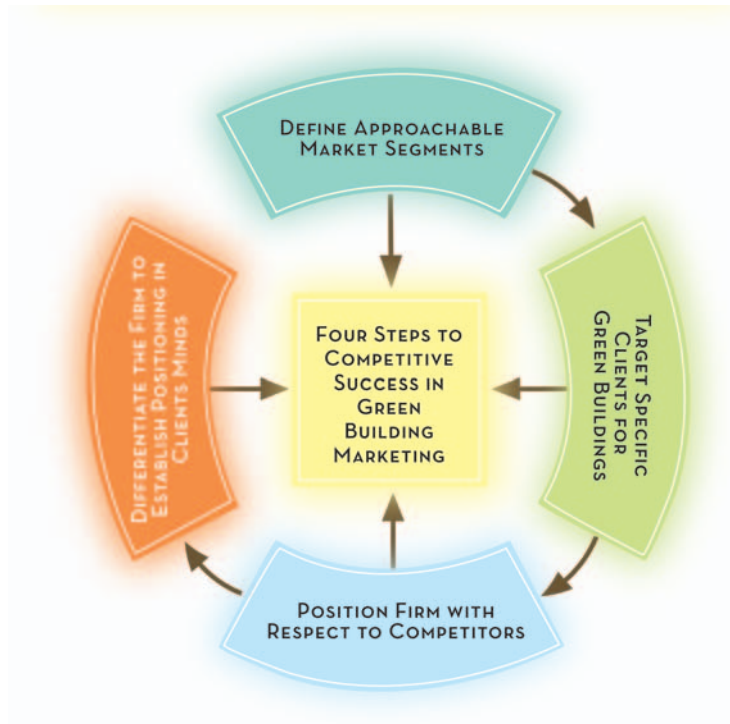 DEFINE APPROACHABLE
MARKET SEGMENTS
TARGET SPECIFIC
CLIENTS FOR
GREEN BUILDINGS
POSITION FIRM WITH
RESPECT TO COMPETITORS
DIFFERENTIATE THE FIRM TO
ESTABLISH POSITIONING IN
CLIENTS MINDS
FOUR STEPS TO
COMPETITIVE
SUCCESS IN
GREEN
BUILDING
MARKETING